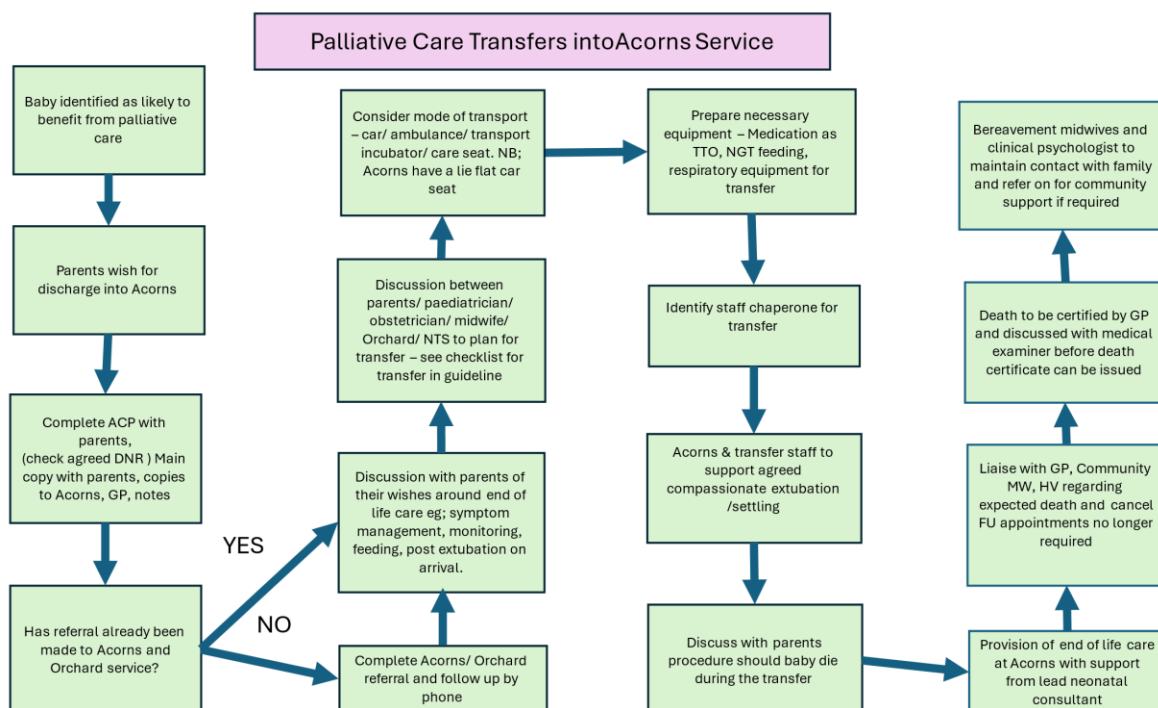 Palliative Care Transfers intoAcorns Service
Baby identified as likely to
benefit from palliative
care
Parents wish for
discharge into Acorns
Complete ACP with
parents,
(check agreed DNR ) Main
copy with parents, copies
to Acorns, GP, notes
Has referral already been
made to Acorns and
Orchard service?
YES
NO
Complete Acorns/ Orchard
referral and follow up by
phone
Discussion with parents of
their wishes around end of
life care eg; symptom
management, monitoring,
feeding, post extubation on
arrival.
Discussion between
parents/ paediatrician/
obstetrician/ midwife/
Orchard/ NTS to plan for
transfer – see checklist for
transfer in guideline
Consider mode of transport
– car/ ambulance/ transport
incubator/ care seat. NB;
Acorns have a lie flat car
seat
Prepare necessary
equipment – Medication as
TTO, NGT feeding,
respiratory equipment for
transfer
Identify staff chaperone for
transfer
Acorns & transfer staff to
support agreed
compassionate extubation
/settling
Discuss with parents
procedure should baby die
during the transfer
Provision of end of life care
at Acorns with support
from lead neonatal
consultant
Liaise with GP, Community
MW, HV regarding
expected death and cancel
FU appointments no longer
required
Death to be certified by GP
and discussed with medical
examiner before death
certificate can be issued
Bereavement midwives and
clinical psychologist to
maintain contact with family
and refer on for community
support if required